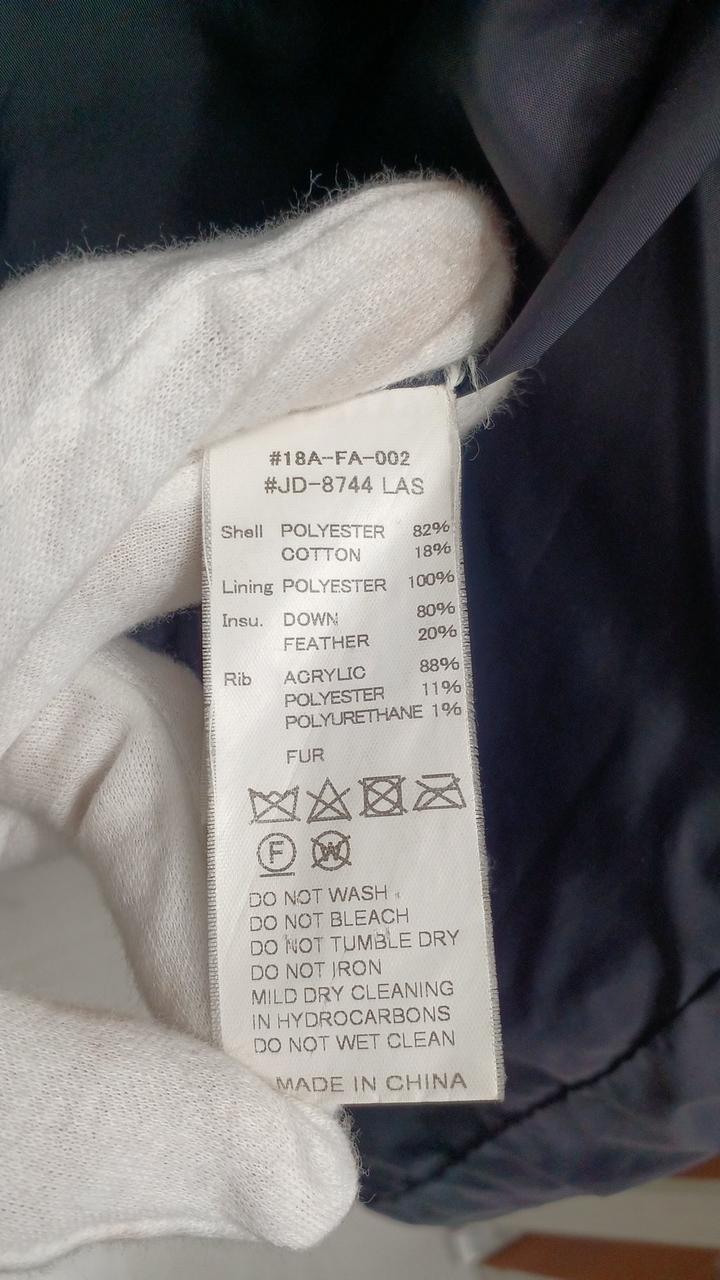 #18A-FA-002
#JD-8744 LAS
Shell POLYESTER 82%
COTTON 18%
Lining POLYESTER 100%
Insu. DOWN 80%
FEATHER 20%
Rib ACRYLIC 88%
POLYESTER 11%
POLYURETHANE 1%
FUR
F W
DO NOT WASH
DO NOT BLEACH
DO NOT TUMBLE DRY
DO NOT IRON
MILD DRY CLEANING
IN HYDROCARBONS
DO NOT WET CLEAN
MADE IN CHINA